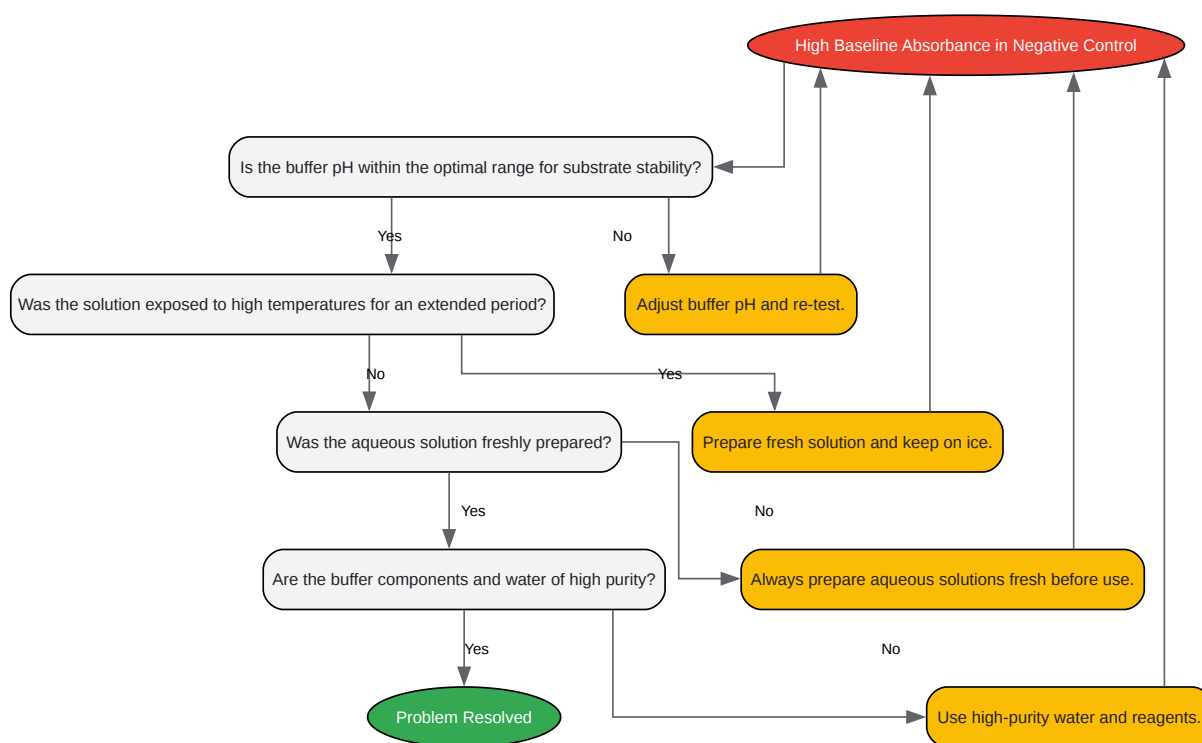 High Baseline Absorbance in Negative Control
Is the buffer pH within the optimal range for substrate stability?
Yes
No
Was the solution exposed to high temperatures for an extended period?
Adjust buffer pH and re-test.
No
Yes
Was the aqueous solution freshly prepared?
Prepare fresh solution and keep on ice.
Yes
No
Are the buffer components and water of high purity?
Always prepare aqueous solutions fresh before use.
Yes
No
Problem Resolved
Use high-purity water and reagents.